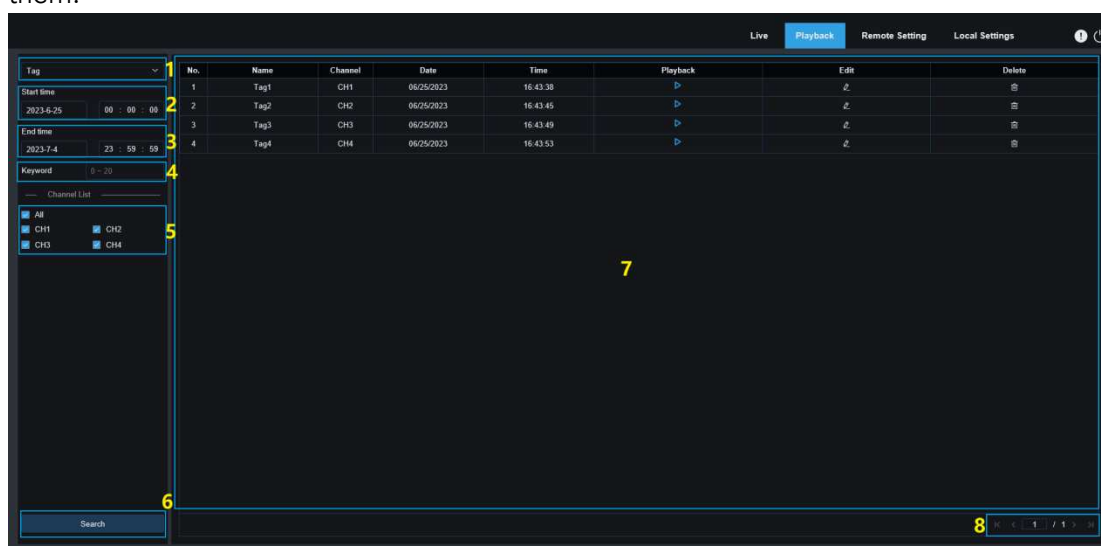 them.
Live Playback Remote Setting Local Settings
Tag 1
Start time
2023-6-25 00 : 00 : 00 2
End time
2023-7-4 23 : 59 : 59 3
Keyword 0 ~ 20 4
Channel List
All
CH1 CH2 5
CH3 CH4
Search 6
No. Name Channel Date Time Playback Edit Delete
1 Tag1 CH1 06/25/2023 16:43:38
2 Tag2 CH2 06/25/2023 16:43:45
3 Tag3 CH3 06/25/2023 16:43:49
4 Tag4 CH4 06/25/2023 16:43:53
7
8 1 / 1